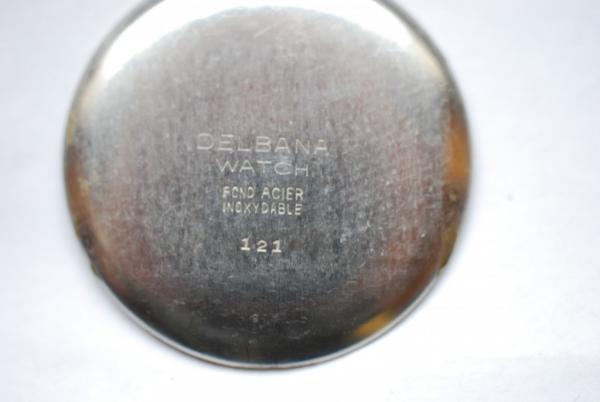 DELBANA
WATCH
FOND ACIER
INOXYDABLE
121